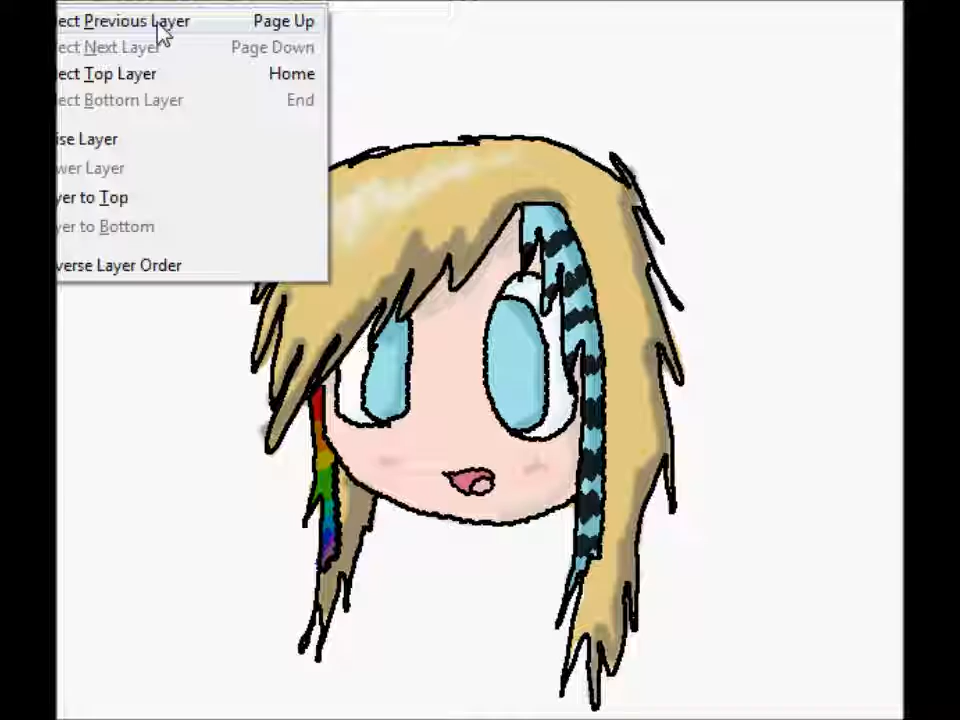 ect Previous Layer Page Up
ect Next Layer Page Down
ect Top Layer Home
ect Bottom Layer End
ise Layer
wer Layer
yer to Top
yer to Bottom
verse Layer Order